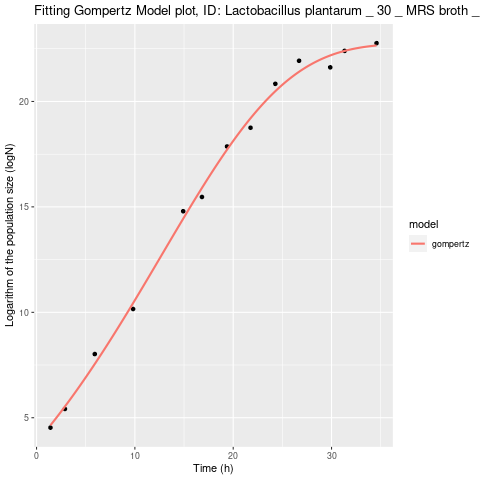 Fitting Gompertz Model plot, ID: Lactobacillus plantarum _ 30 _ MRS broth _
Logarithm of the population size (logN)
20
15
10
5
0
10
20
30
Time (h)
model
gompertz